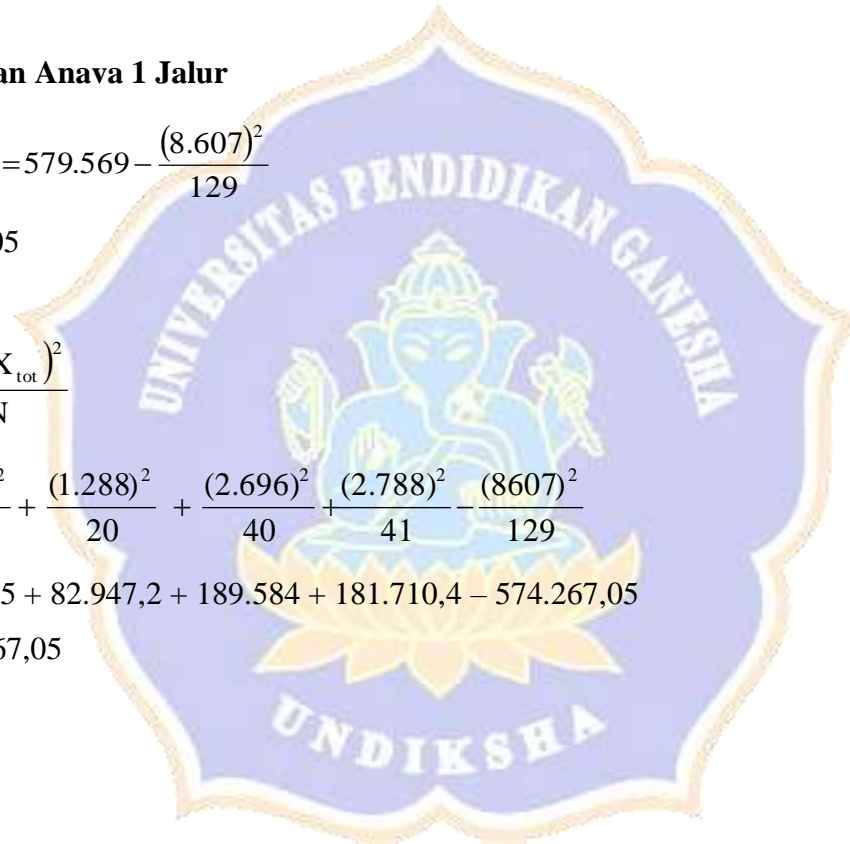 an Anava 1 Jalur
=579.569 − (8.607)² / 129
05
X tot)² / N
² + (1.288)² / 20 + (2.696)² / 40 + (2.788)² / 41 − (8607)² / 129
5 + 82.947,2 + 189.584 + 181.710,4 – 574.267,05
67,05
UNIVERSITAS PENDIDIKAN GANESHA
UNDIKSHA